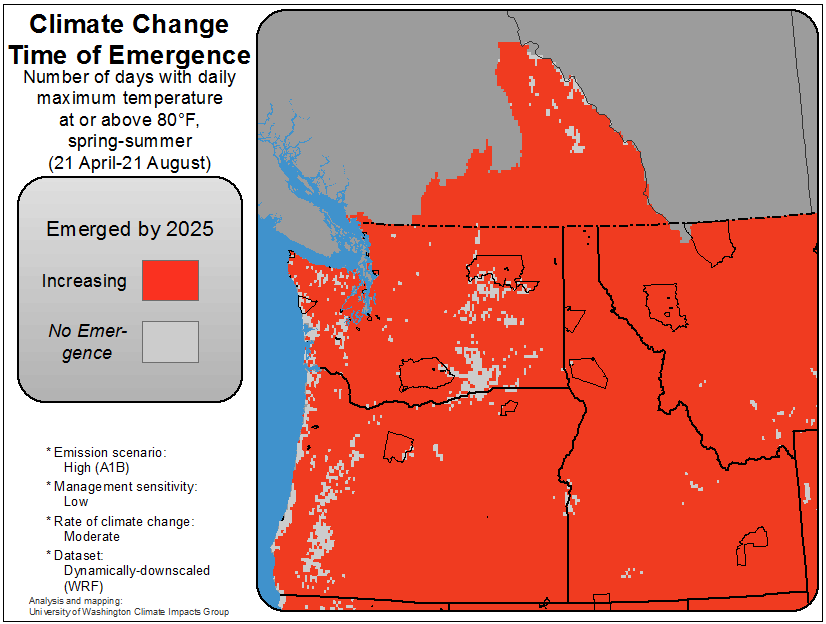 Climate Change
Time of Emergence
Number of days with daily
maximum temperature
at or above 80°F,
spring-summer
(21 April-21 August)
Emerged by 2025
Increasing
No Emer-
gence
* Emission scenario:
High (A1B)
* Management sensitivity:
Low
* Rate of climate change:
Moderate
* Dataset:
Dynamically-downscaled
(WRF)
Analysis and mapping:
University of Washington Climate Impacts Group